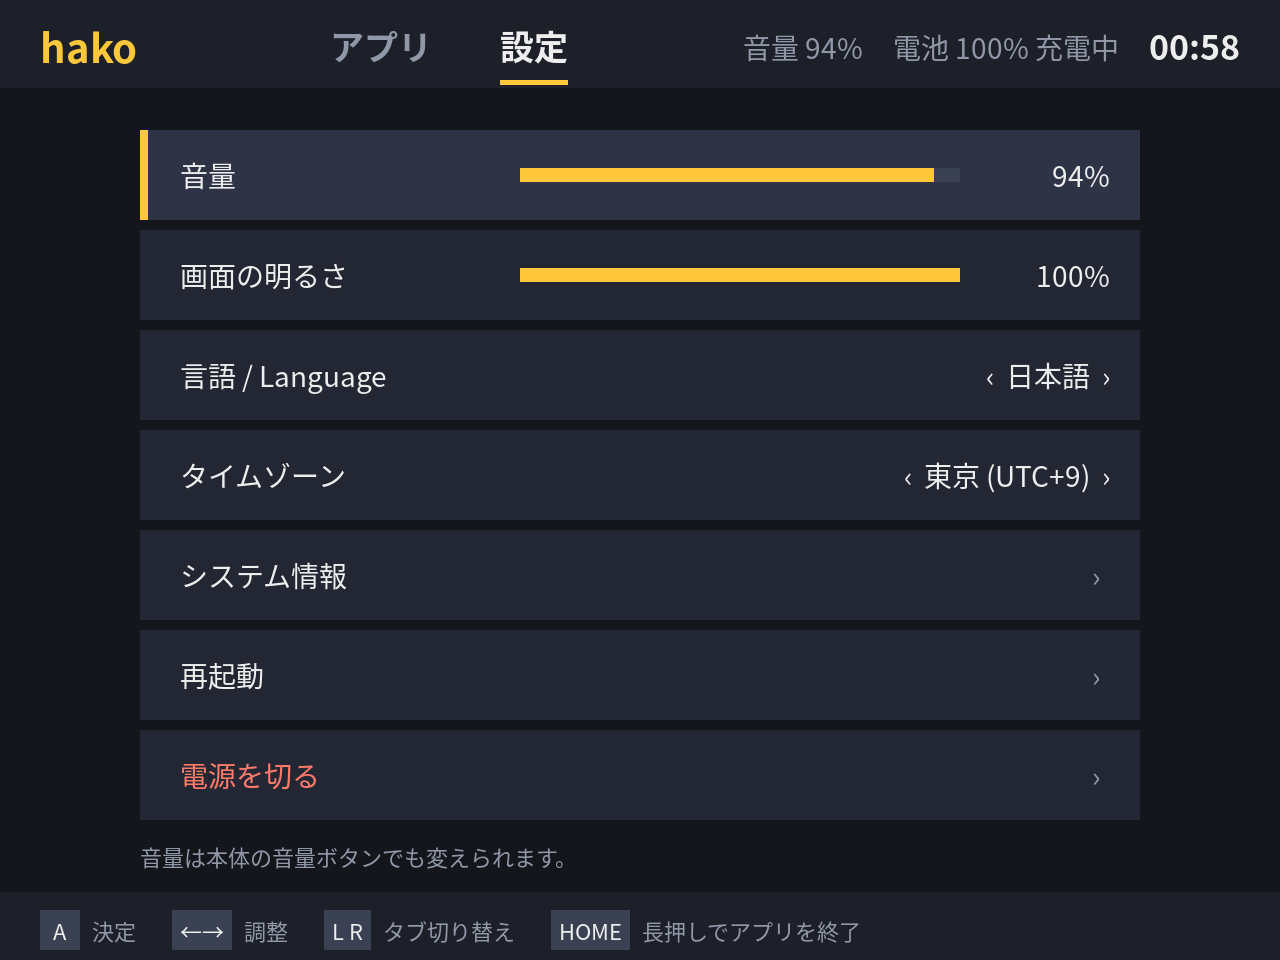 hako アプリ 設定 音量 94% 電池 100% 充電中 00:58
音量 94%
画面の明るさ 100%
言語 / Language ‹ 日本語 ›
タイムゾーン ‹ 東京 (UTC+9) ›
システム情報 ›
再起動 ›
電源を切る ›
音量は本体の音量ボタンでも変えられます。
A 決定 ←→ 調整 L R タブ切り替え HOME 長押しでアプリを終了